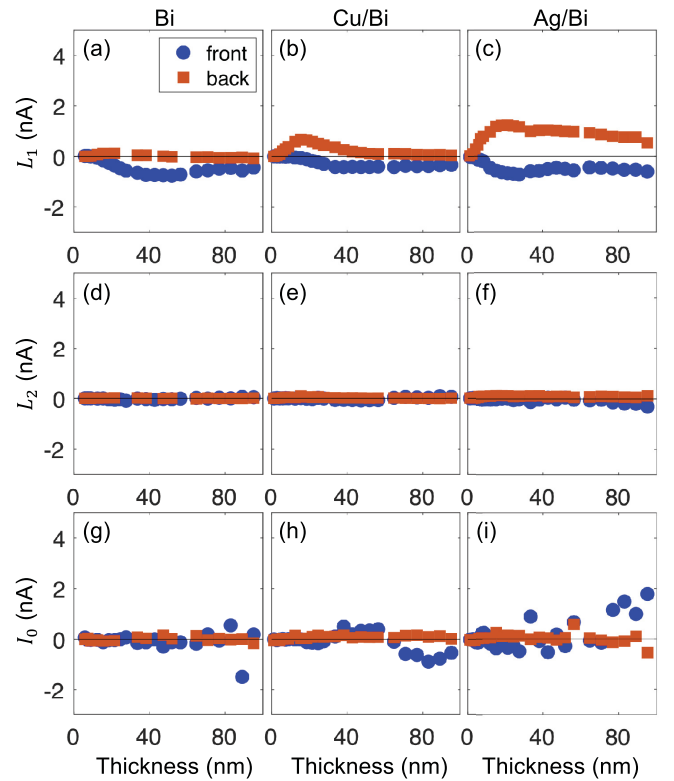 Bi Cu/Bi Ag/Bi
(a) (b) (c)
front
back
L1 (nA)
4
2
0
-2
0 40 80 0 40 80 0 40 80
(d) (e) (f)
L2 (nA)
4
2
0
-2
0 40 80 0 40 80 0 40 80
(g) (h) (i)
I0 (nA)
4
2
0
-2
0 40 80 0 40 80 0 40 80
Thickness (nm) Thickness (nm) Thickness (nm)